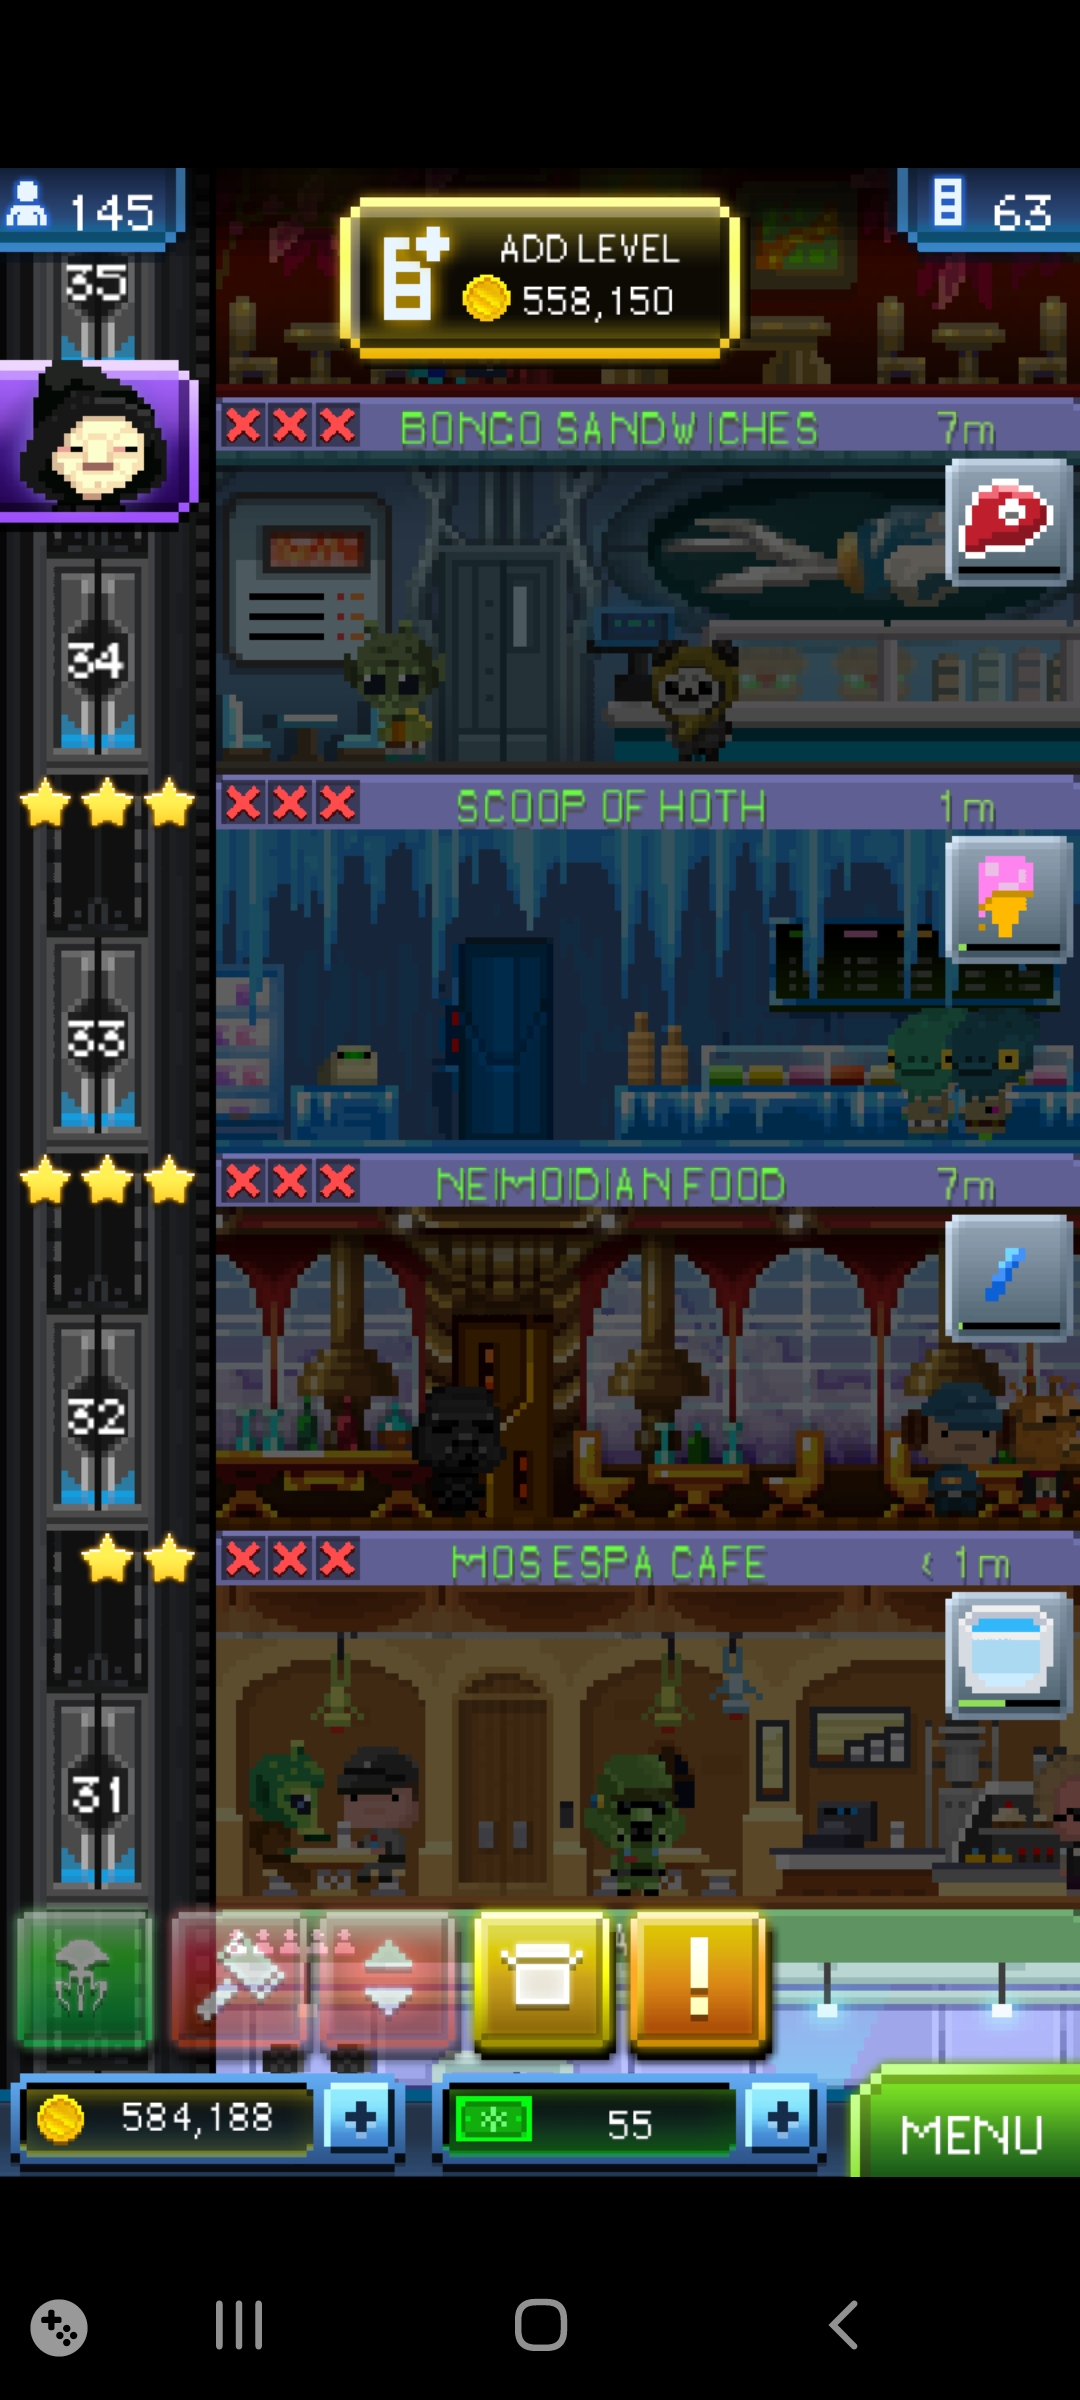 145
63
35
ADD LEVEL
558,150
BONGO SANDWICHES 7m
34
SCOOP OF HOTH 1m
33
NEIMOIDIAN FOOD 7m
32
MOS ESPA CAFE < 1m
31
!
584,188
55
MENU